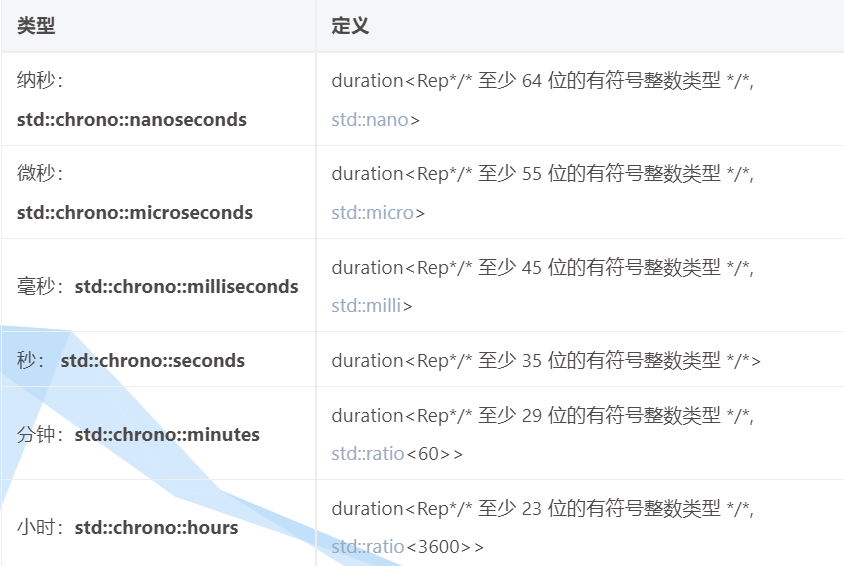 类型
定义
纳秒：
std::chrono::nanoseconds
duration<Rep*/* 至少 64 位的有符号整数类型 */*,
std::nano>
微秒：
std::chrono::microseconds
duration<Rep*/* 至少 55 位的有符号整数类型 */*,
std::micro>
毫秒：std::chrono::milliseconds
duration<Rep*/* 至少 45 位的有符号整数类型 */*,
std::milli>
秒： std::chrono::seconds
duration<Rep*/* 至少 35 位的有符号整数类型 */*>
分钟：std::chrono::minutes
duration<Rep*/* 至少 29 位的有符号整数类型 */*,
std::ratio<60>>
小时：std::chrono::hours
duration<Rep*/* 至少 23 位的有符号整数类型 */*,
std::ratio<3600>>